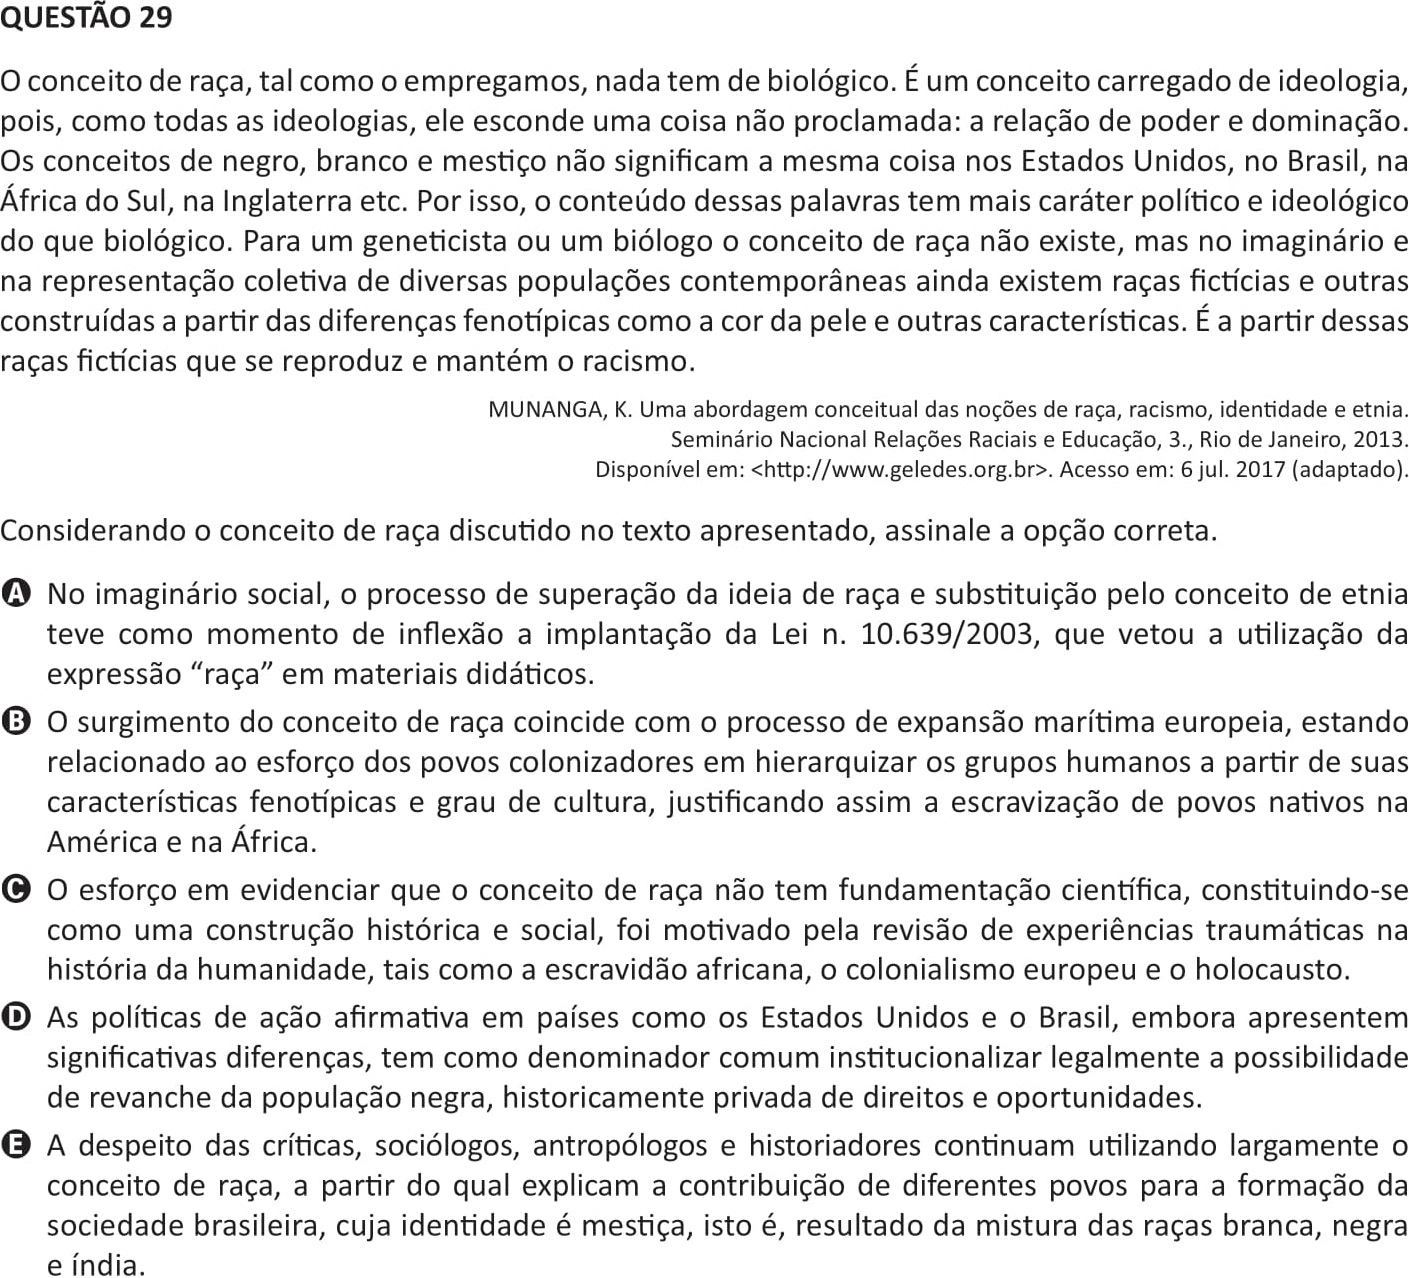 QUESTÃO 29
O conceito de raça, tal como o empregamos, nada tem de biológico. É um conceito carregado de ideologia,
pois, como todas as ideologias, ele esconde uma coisa não proclamada: a relação de poder e dominação.
Os conceitos de negro, branco e mestiço não significam a mesma coisa nos Estados Unidos, no Brasil, na
África do Sul, na Inglaterra etc. Por isso, o conteúdo dessas palavras tem mais caráter político e ideológico
do que biológico. Para um geneticista ou um biólogo o conceito de raça não existe, mas no imaginário e
na representação coletiva de diversas populações contemporâneas ainda existem raças fictícias e outras
construídas a partir das diferenças fenotípicas como a cor da pele e outras características. É a partir dessas
raças fictícias que se reproduz e mantém o racismo.
MUNANGA, K. Uma abordagem conceitual das noções de raça, racismo, identidade e etnia.
Seminário Nacional Relações Raciais e Educação, 3., Rio de Janeiro, 2013.
Disponível em: <http://www.geledes.org.br>. Acesso em: 6 jul. 2017 (adaptado).
Considerando o conceito de raça discutido no texto apresentado, assinale a opção correta.
A No imaginário social, o processo de superação da ideia de raça e substituição pelo conceito de etnia
teve como momento de inflexão a implantação da Lei n. 10.639/2003, que vetou a utilização da
expressão “raça” em materiais didáticos.
B O surgimento do conceito de raça coincide com o processo de expansão marítima europeia, estando
relacionado ao esforço dos povos colonizadores em hierarquizar os grupos humanos a partir de suas
características fenotípicas e grau de cultura, justificando assim a escravização de povos nativos na
América e na África.
C O esforço em evidenciar que o conceito de raça não tem fundamentação científica, constituindo-se
como uma construção histórica e social, foi motivado pela revisão de experiências traumáticas na
história da humanidade, tais como a escravidão africana, o colonialismo europeu e o holocausto.
D As políticas de ação afirmativa em países como os Estados Unidos e o Brasil, embora apresentem
significativas diferenças, tem como denominador comum institucionalizar legalmente a possibilidade
de revanche da população negra, historicamente privada de direitos e oportunidades.
E A despeito das críticas, sociólogos, antropólogos e historiadores continuam utilizando largamente o
conceito de raça, a partir do qual explicam a contribuição de diferentes povos para a formação da
sociedade brasileira, cuja identidade é mestiça, isto é, resultado da mistura das raças branca, negra
e índia.